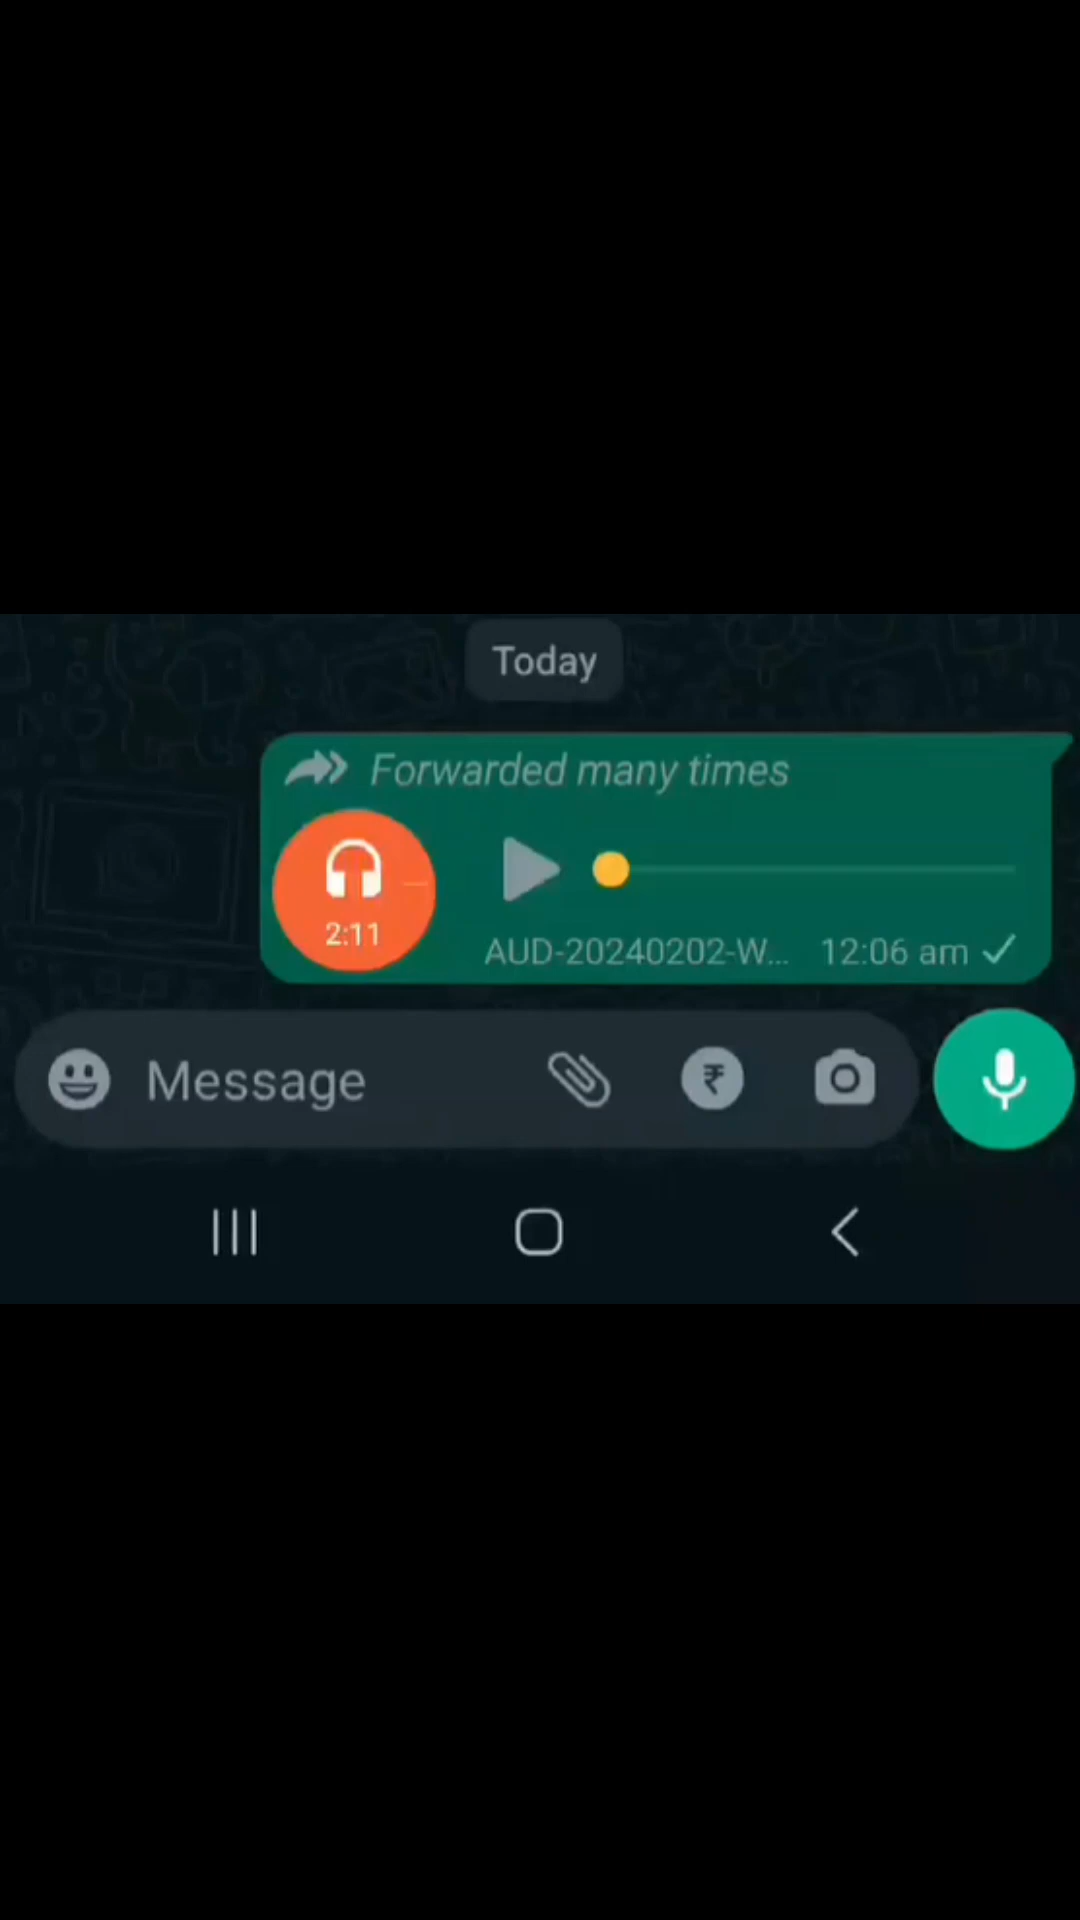 Today
Forwarded many times
2:11
AUD-20240202-W... 12:06 am
Message
₹